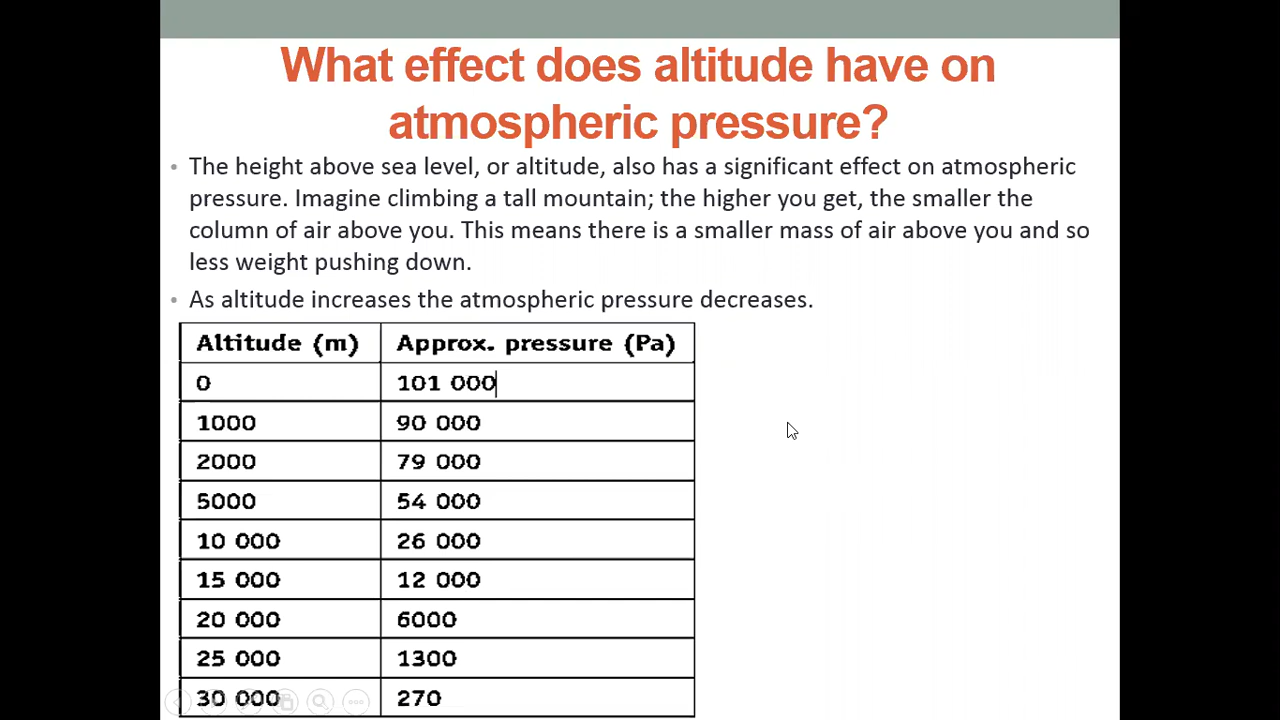 What effect does altitude have on
atmospheric pressure?
• The height above sea level, or altitude, also has a significant effect on atmospheric
pressure. Imagine climbing a tall mountain; the higher you get, the smaller the
column of air above you. This means there is a smaller mass of air above you and so
less weight pushing down.
• As altitude increases the atmospheric pressure decreases.
Altitude (m) Approx. pressure (Pa)
0 101 000
1000 90 000
2000 79 000
5000 54 000
10 000 26 000
15 000 12 000
20 000 6000
25 000 1300
30 000 270